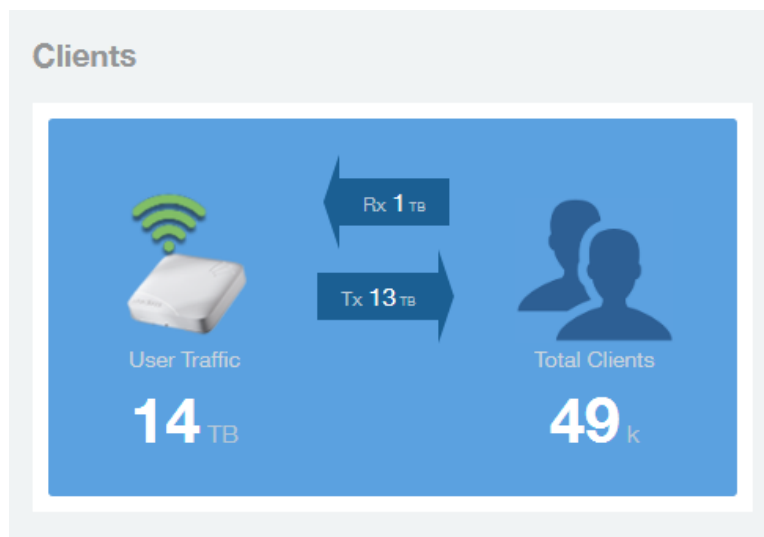 Clients
Rx 1 TB
Tx 13 TB
User Traffic
Total Clients
14 TB
49 k